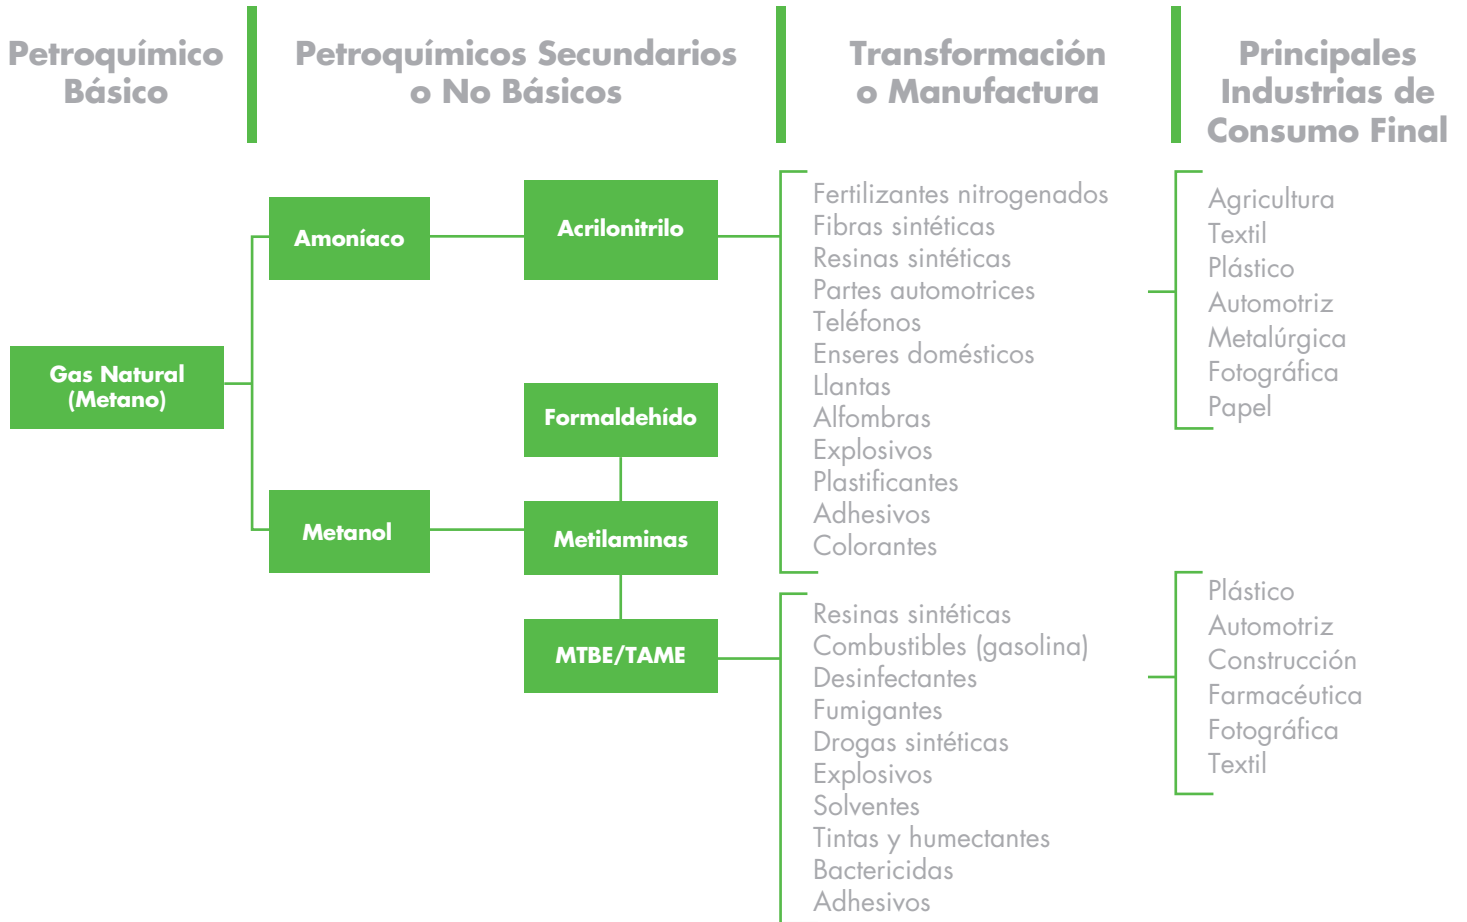 Petroquímico
Básico
Petroquímicos Secundarios
o No Básicos
Transformación
o Manufactura
Principales
Industrias de
Consumo Final
Gas Natural
(Metano)
Amoníaco
Metanol
Acrilonitrilo
Formaldehído
Metilaminas
MTBE/TAME
Fertilizantes nitrogenados
Fibras sintéticas
Resinas sintéticas
Partes automotrices
Teléfonos
Enseres domésticos
Llantas
Alfombras
Explosivos
Plastificantes
Adhesivos
Colorantes
Agricultura
Textil
Plástico
Automotriz
Metalúrgica
Fotográfica
Papel
Resinas sintéticas
Combustibles (gasolina)
Desinfectantes
Fumigantes
Drogas sintéticas
Explosivos
Solventes
Tintas y humectantes
Bactericidas
Adhesivos
Plástico
Automotriz
Construcción
Farmacéutica
Fotográfica
Textil